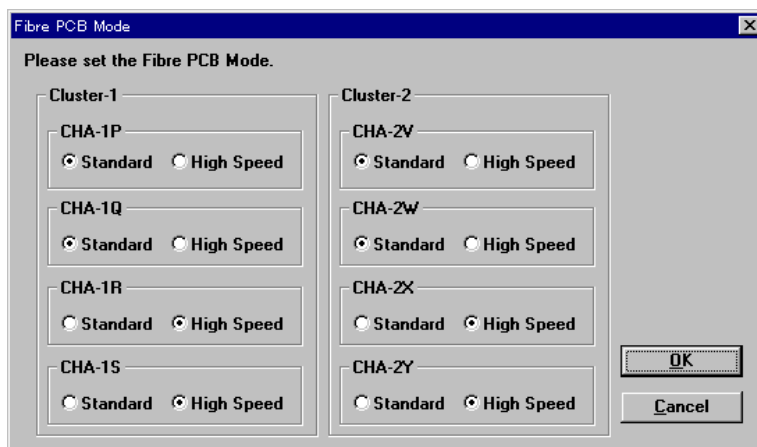 Fibre PCB Mode
Please set the Fibre PCB Mode.
Cluster-1
CHA-1P
Standard High Speed
CHA-1Q
Standard High Speed
CHA-1R
Standard High Speed
CHA-1S
Standard High Speed
Cluster-2
CHA-2V
Standard High Speed
CHA-2W
Standard High Speed
CHA-2X
Standard High Speed
CHA-2Y
Standard High Speed
OK
Cancel